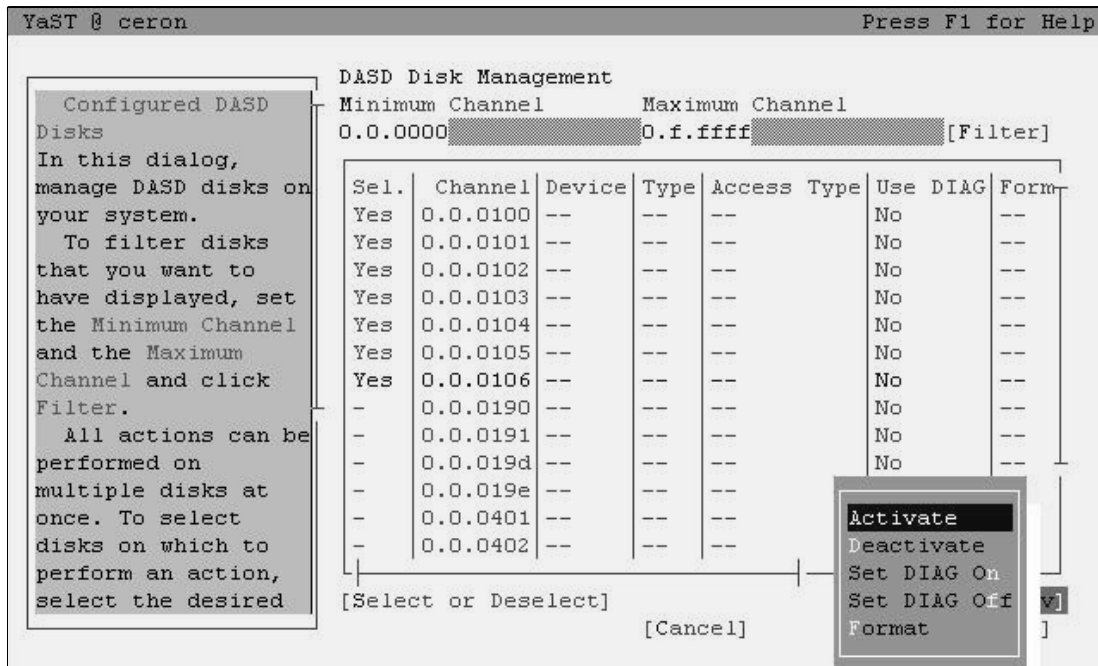 YaST @ ceron Press F1 for Help
Configured DASD
Disks
In this dialog,
manage DASD disks on
your system.
To filter disks
that you want to
have displayed, set
the Minimum Channel
and the Maximum
Channel and click
Filter.
All actions can be
performed on
multiple disks at
once. To select
disks on which to
perform an action,
select the desired
DASD Disk Management
Minimum Channel Maximum Channel
0.0.0000 0.f.ffff [Filter]
Sel. Channel Device Type Access Type Use DIAG Form
Yes 0.0.0100 -- -- -- No --
Yes 0.0.0101 -- -- -- No --
Yes 0.0.0102 -- -- -- No --
Yes 0.0.0103 -- -- -- No --
Yes 0.0.0104 -- -- -- No --
Yes 0.0.0105 -- -- -- No --
Yes 0.0.0106 -- -- -- No --
- 0.0.0190 -- -- -- No --
- 0.0.0191 -- -- -- No --
- 0.0.019d -- -- -- No --
- 0.0.019e -- -- --
- 0.0.0401 -- -- --
- 0.0.0402 -- -- --
[Select or Deselect] v]
[Cancel] ]
Activate
Deactivate
Set DIAG On
Set DIAG Off
Format